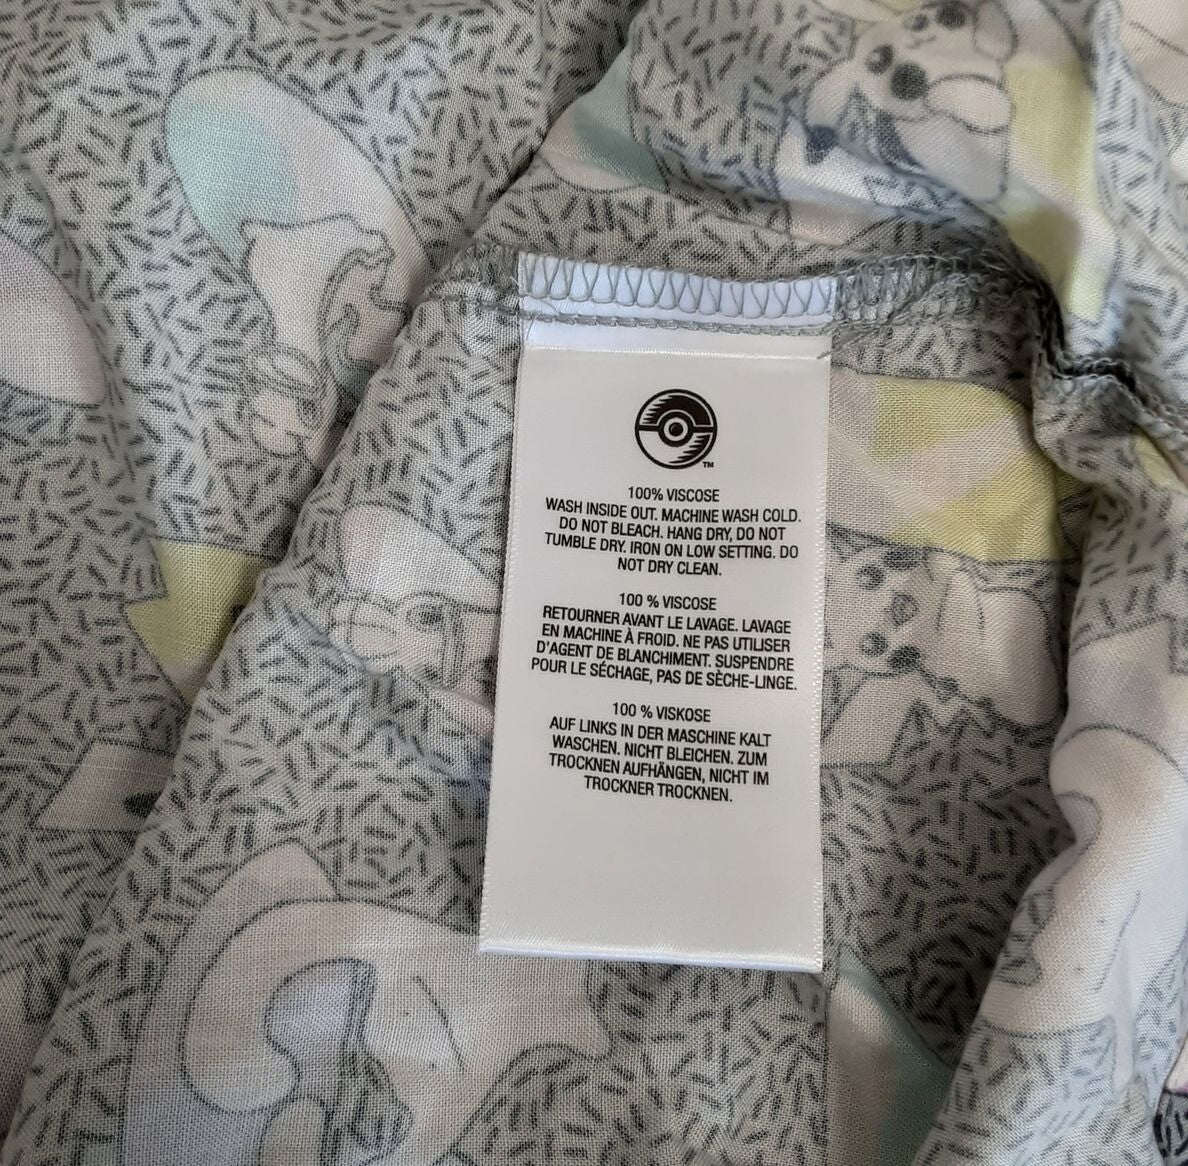 TM
100% VISCOSE
WASH INSIDE OUT. MACHINE WASH COLD.
DO NOT BLEACH. HANG DRY, DO NOT
TUMBLE DRY. IRON ON LOW SETTING. DO
NOT DRY CLEAN.
100 % VISCOSE
RETOURNER AVANT LE LAVAGE. LAVAGE
EN MACHINE À FROID. NE PAS UTILISER
D'AGENT DE BLANCHIMENT. SUSPENDRE
POUR LE SÉCHAGE, PAS DE SÈCHE-LINGE.
100 % VISKOSE
AUF LINKS IN DER MASCHINE KALT
WASCHEN. NICHT BLEICHEN. ZUM
TROCKNEN AUFHÄNGEN, NICHT IM
TROCKNER TROCKNEN.